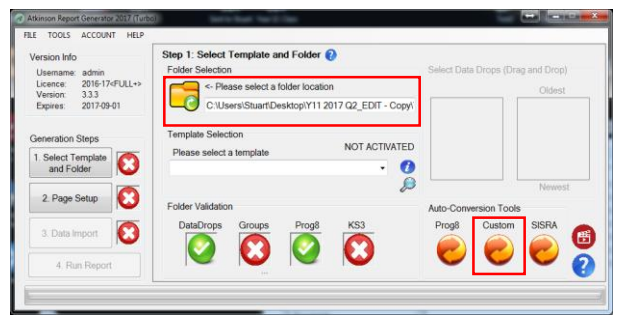 Atkinson Report Generator 2017 (Turbo)
FILE TOOLS ACCOUNT HELP
Version Info
Username: admin
Licence: 2016-17<FULL+>
Version: 3.3.3
Expires: 2017-09-01
Generation Steps
1. Select Template
and Folder
2. Page Setup
3. Data Import
4. Run Report
Step 1: Select Template and Folder
Folder Selection
<- Please select a folder location
C:\Users\Stuart\Desktop\Y11 2017 Q2_EDIT - Copy\
Template Selection
Please select a template NOT ACTIVATED
Folder Validation
DataDrops Groups Prog8 KS3
...
Select Data Drops (Drag and Drop)
Oldest
Newest
Auto-Conversion Tools
Prog8 Custom SISRA